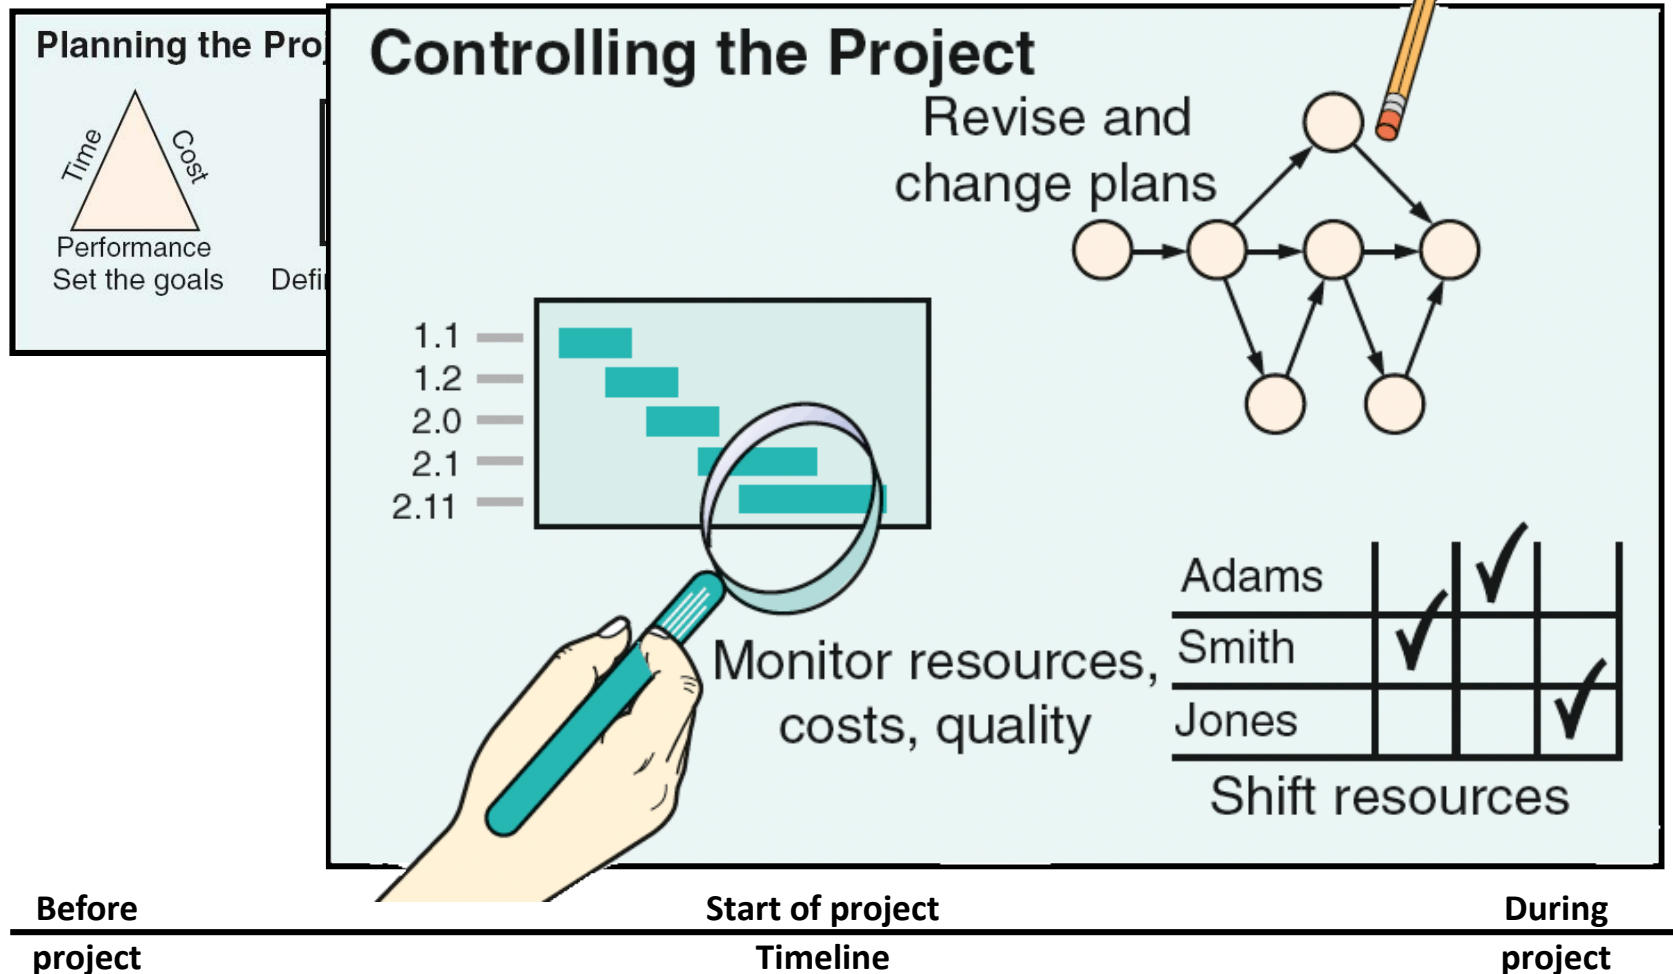 Planning the Proj
Time
Cost
Performance
Set the goals
Defi
Controlling the Project
Revise and
change plans
1.1
1.2
2.0
2.1
2.11
Monitor resources,
costs, quality
Adams
Smith
Jones
Shift resources
Before
project
Start of project
Timeline
During
project